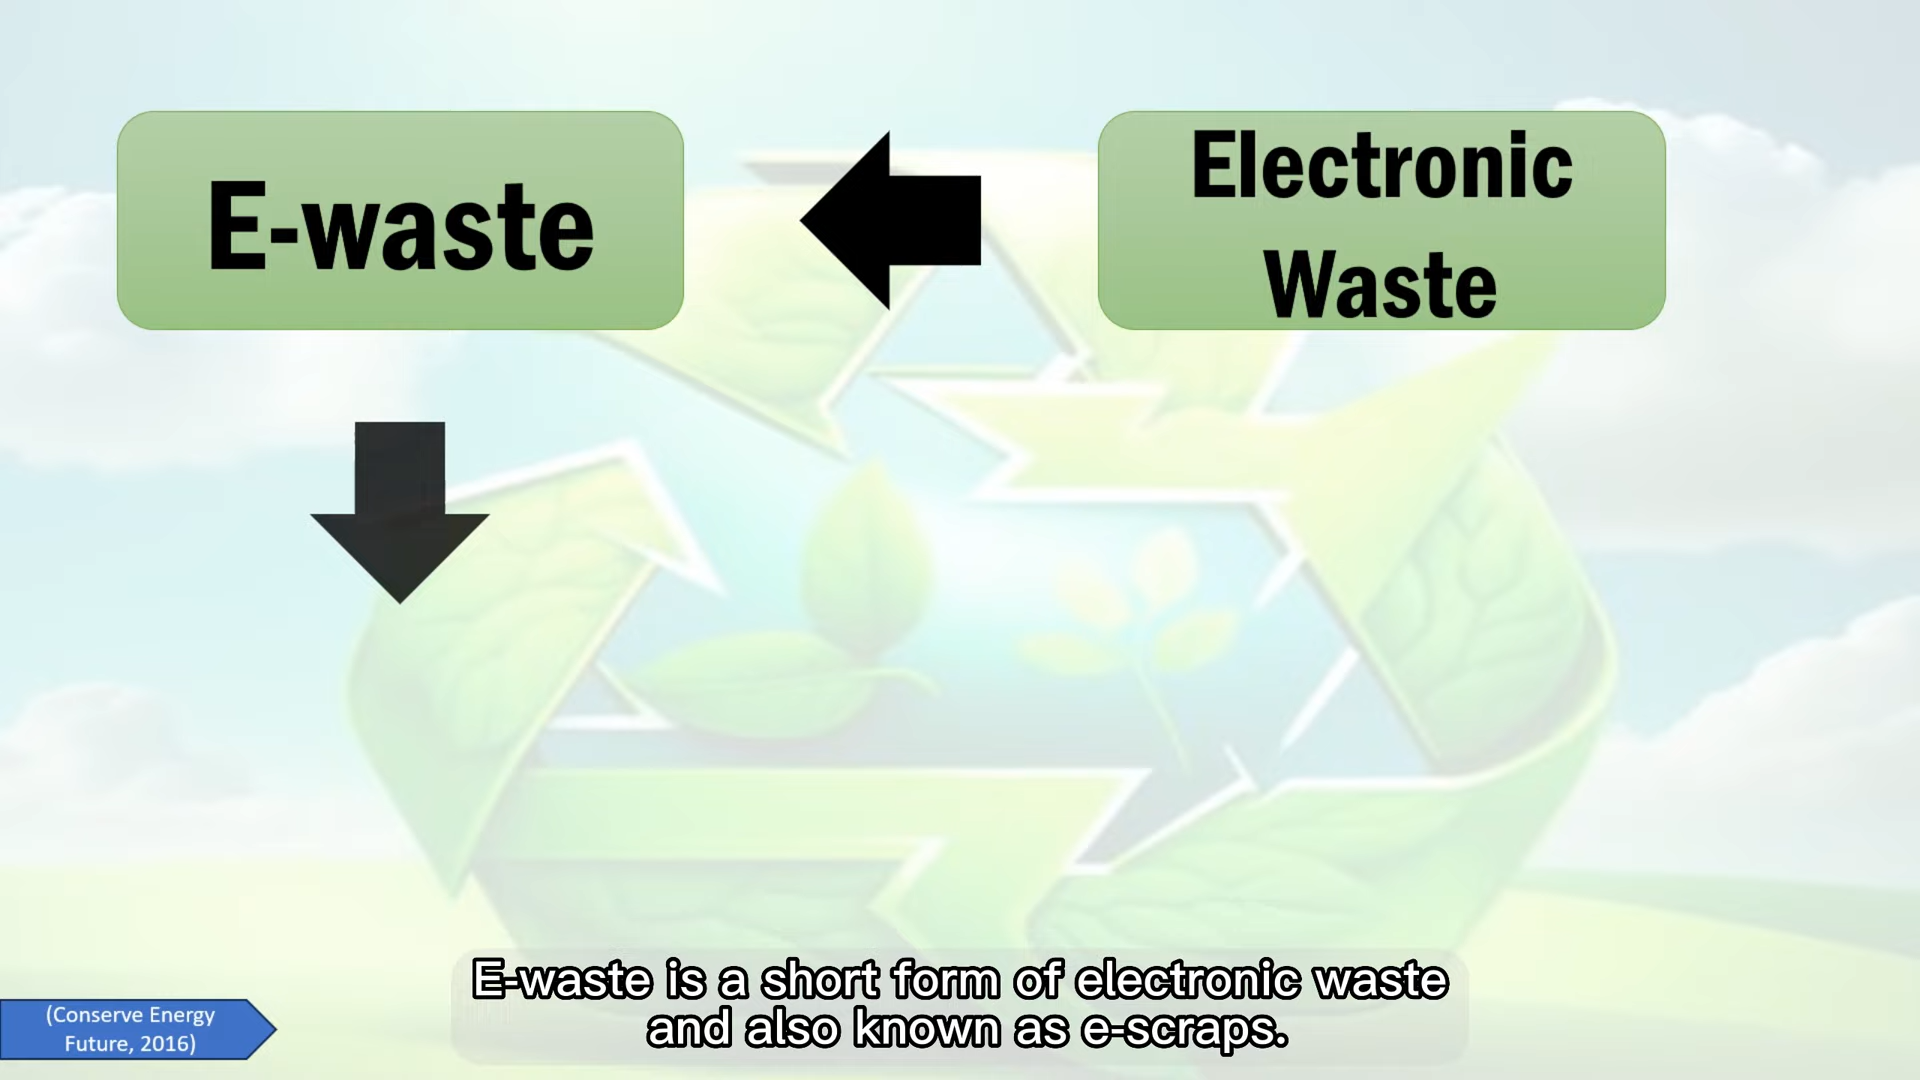 E-waste
Electronic
Waste
E-waste is a short form of electronic waste
and also known as e-scraps.
(Conserve Energy
Future, 2016)